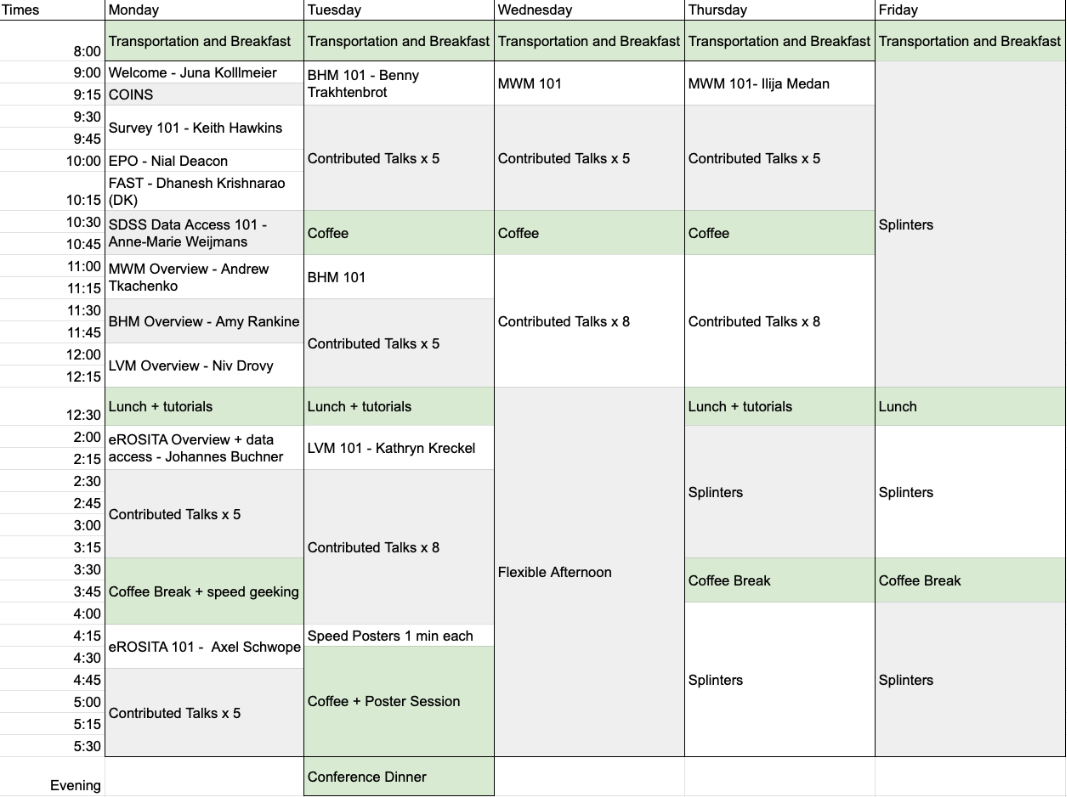 Times Monday Tuesday Wednesday Thursday Friday
8:00 Transportation and Breakfast Transportation and Breakfast Transportation and Breakfast Transportation and Breakfast Transportation and Breakfast
9:00 Welcome - Juna Kolllmeier
BHM 101 - Benny
Trakhtenbrot
MWM 101
MWM 101- Ilija Medan
9:15 COINS
9:30
Survey 101 - Keith Hawkins
9:45
Contributed Talks x 5 Contributed Talks x 5 Contributed Talks x 5
10:00 EPO - Nial Deacon
FAST - Dhanesh Krishnarao
10:15 (DK)
Splinters
10:30 SDSS Data Access 101 -
10:45 Anne-Marie Weijmans
Coffee Coffee Coffee
11:00 MWM Overview - Andrew
11:15 Tkachenko
BHM 101
11:30
BHM Overview - Amy Rankine
11:45
Contributed Talks x 5 Contributed Talks x 8 Contributed Talks x 8
12:00
LVM Overview - Niv Drovy
12:15
12:30 Lunch + tutorials Lunch + tutorials Lunch + tutorials Lunch
2:00 eROSITA Overview + data
2:15 access - Johannes Buchner
LVM 101 - Kathryn Kreckel
2:30
2:45
Contributed Talks x 5
Splinters Splinters
3:00
3:15
Contributed Talks x 8
3:30
3:45 Coffee Break + speed geeking
Flexible Afternoon
Coffee Break Coffee Break
4:00
4:15
eROSITA 101 -  Axel Schwope
Speed Posters 1 min each
4:30
4:45
5:00
Contributed Talks x 5
Coffee + Poster Session
Splinters Splinters
5:15
5:30
Evening Conference Dinner